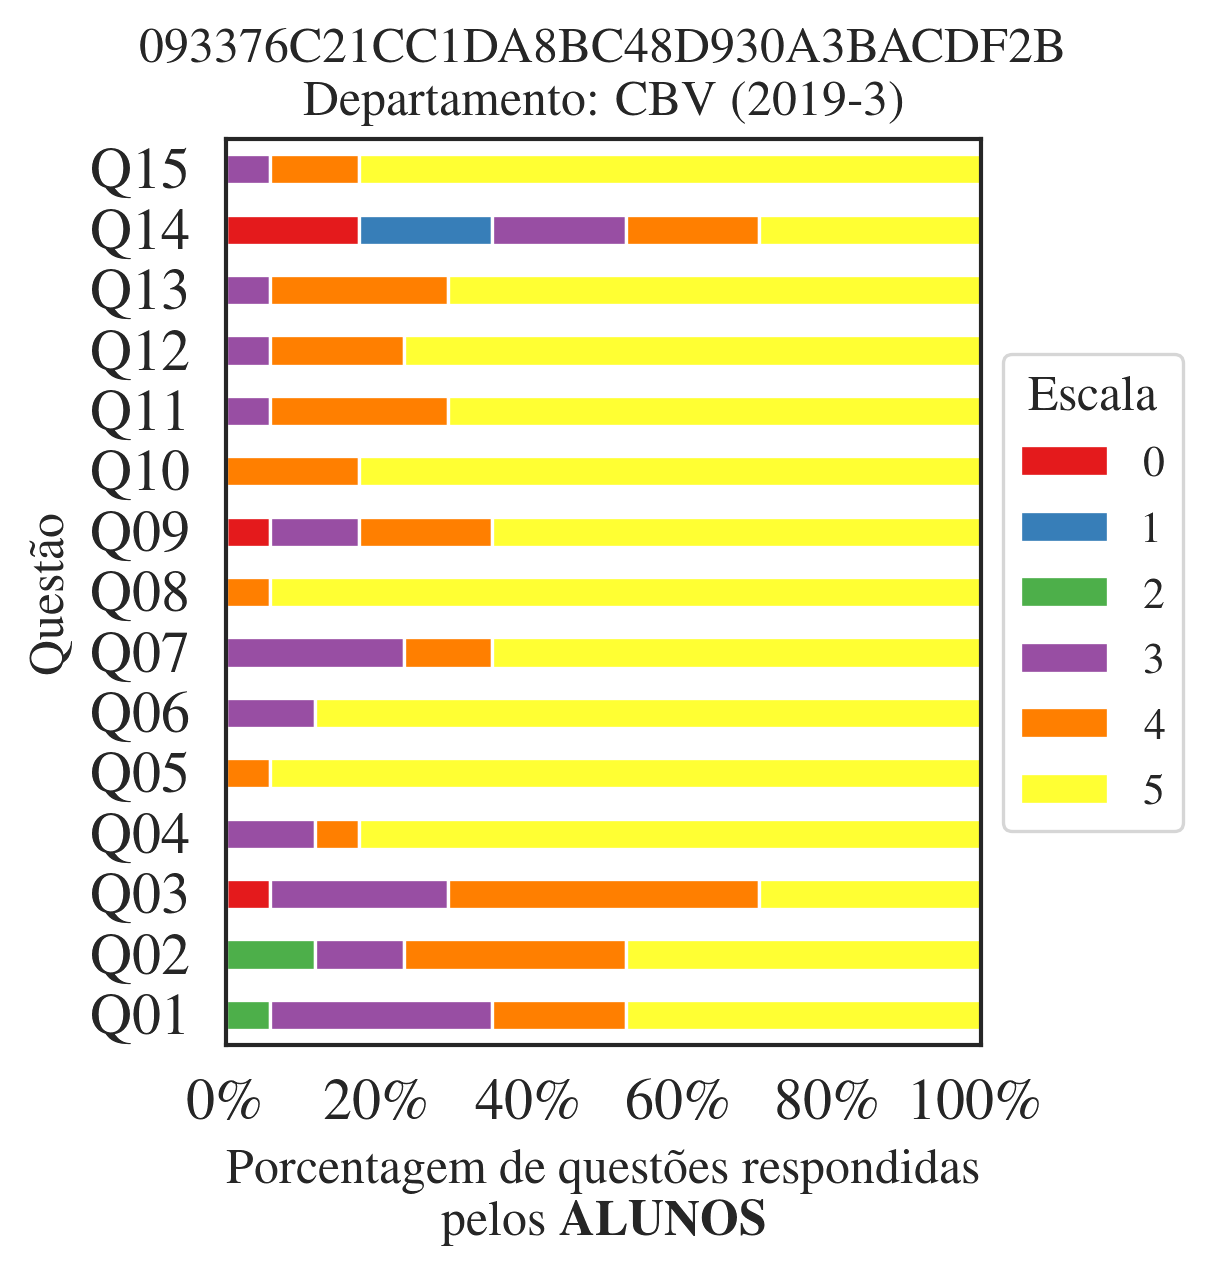 093376C21CC1DA8BC48D930A3BACDF2B
Departamento: CBV (2019-3)
Questão
Q15
Q14
Q13
Q12
Q11
Q10
Q09
Q08
Q07
Q06
Q05
Q04
Q03
Q02
Q01
0% 20% 40% 60% 80% 100%
Porcentagem de questões respondidas
pelos ALUNOS
Escala
0
1
2
3
4
5